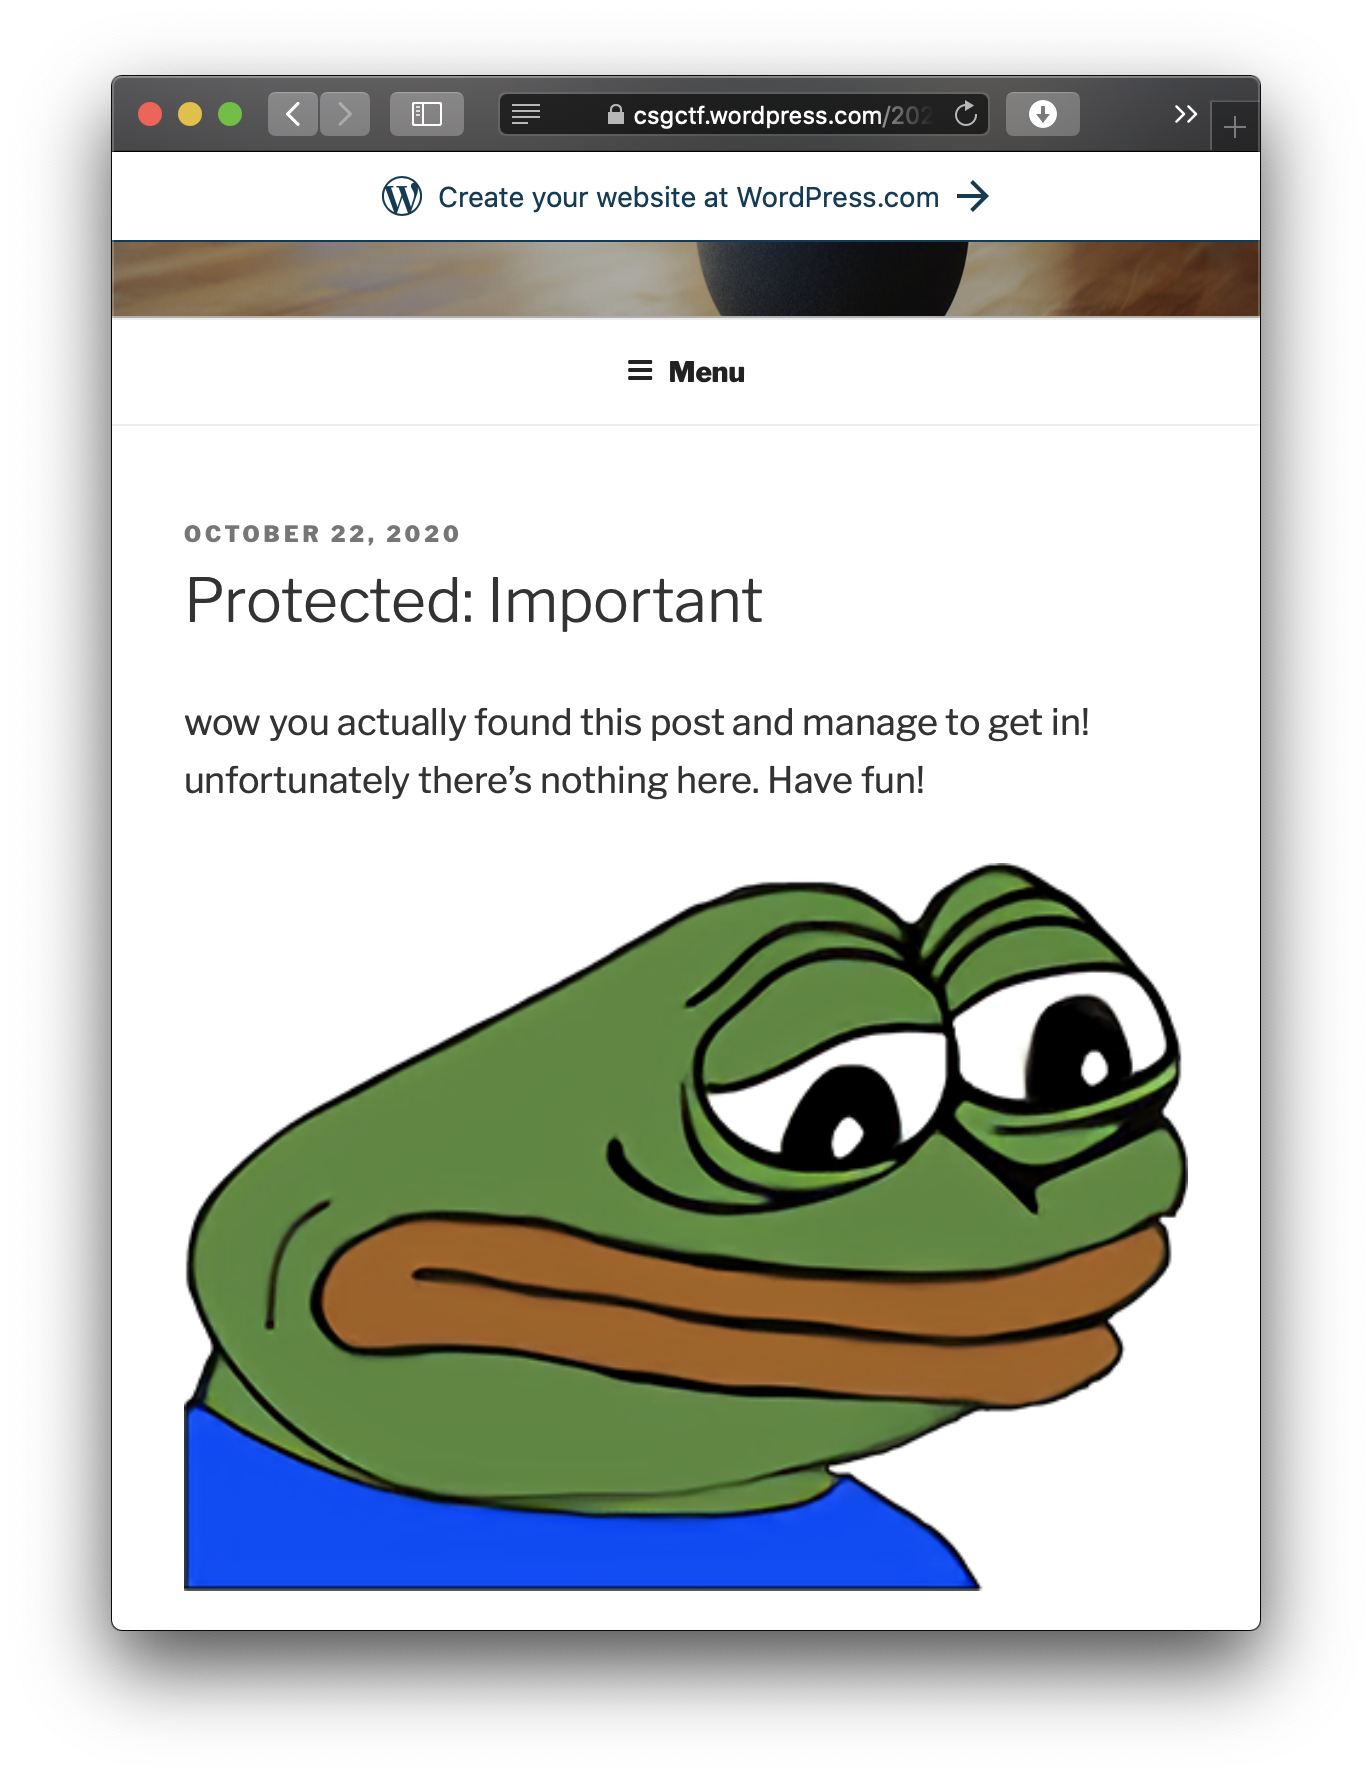 csgctf.wordpress.com/202
Create your website at WordPress.com
Menu
OCTOBER 22, 2020
Protected: Important
wow you actually found this post and manage to get in!
unfortunately there’s nothing here. Have fun!